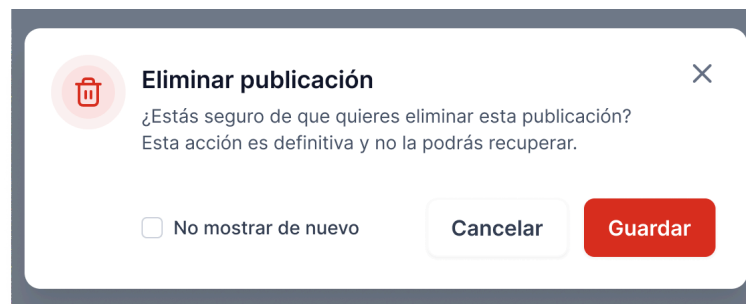 Eliminar publicación
¿Estás seguro de que quieres eliminar esta publicación?
Esta acción es definitiva y no la podrás recuperar.
No mostrar de nuevo
Cancelar
Guardar